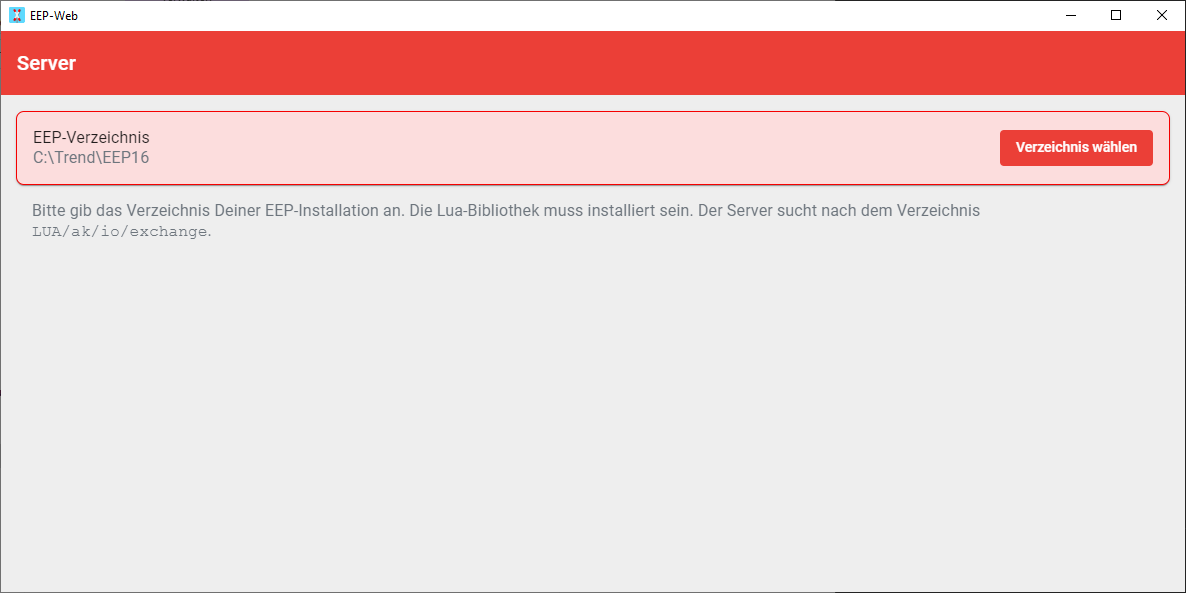 EEP-Web
Server
EEP-Verzeichnis
C:\Trend\EEP16
Verzeichnis wählen
Bitte gib das Verzeichnis Deiner EEP-Installation an. Die Lua-Bibliothek muss installiert sein. Der Server sucht nach dem Verzeichnis
LUA/ak/io/exchange.